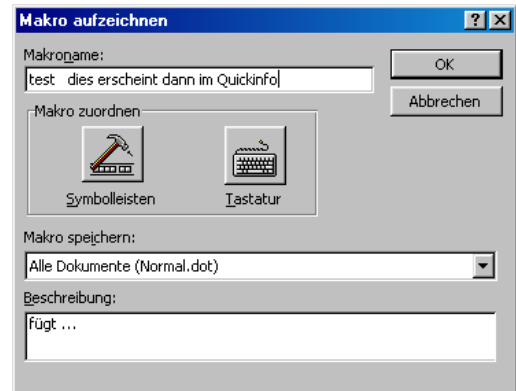 Makro aufzeichnen
Makroname:
test   dies erscheint dann im Quickinfo
OK
Abbrechen
Makro zuordnen
Symbolleisten
Tastatur
Makro speichern:
Alle Dokumente (Normal.dot)
Beschreibung:
fügt ...